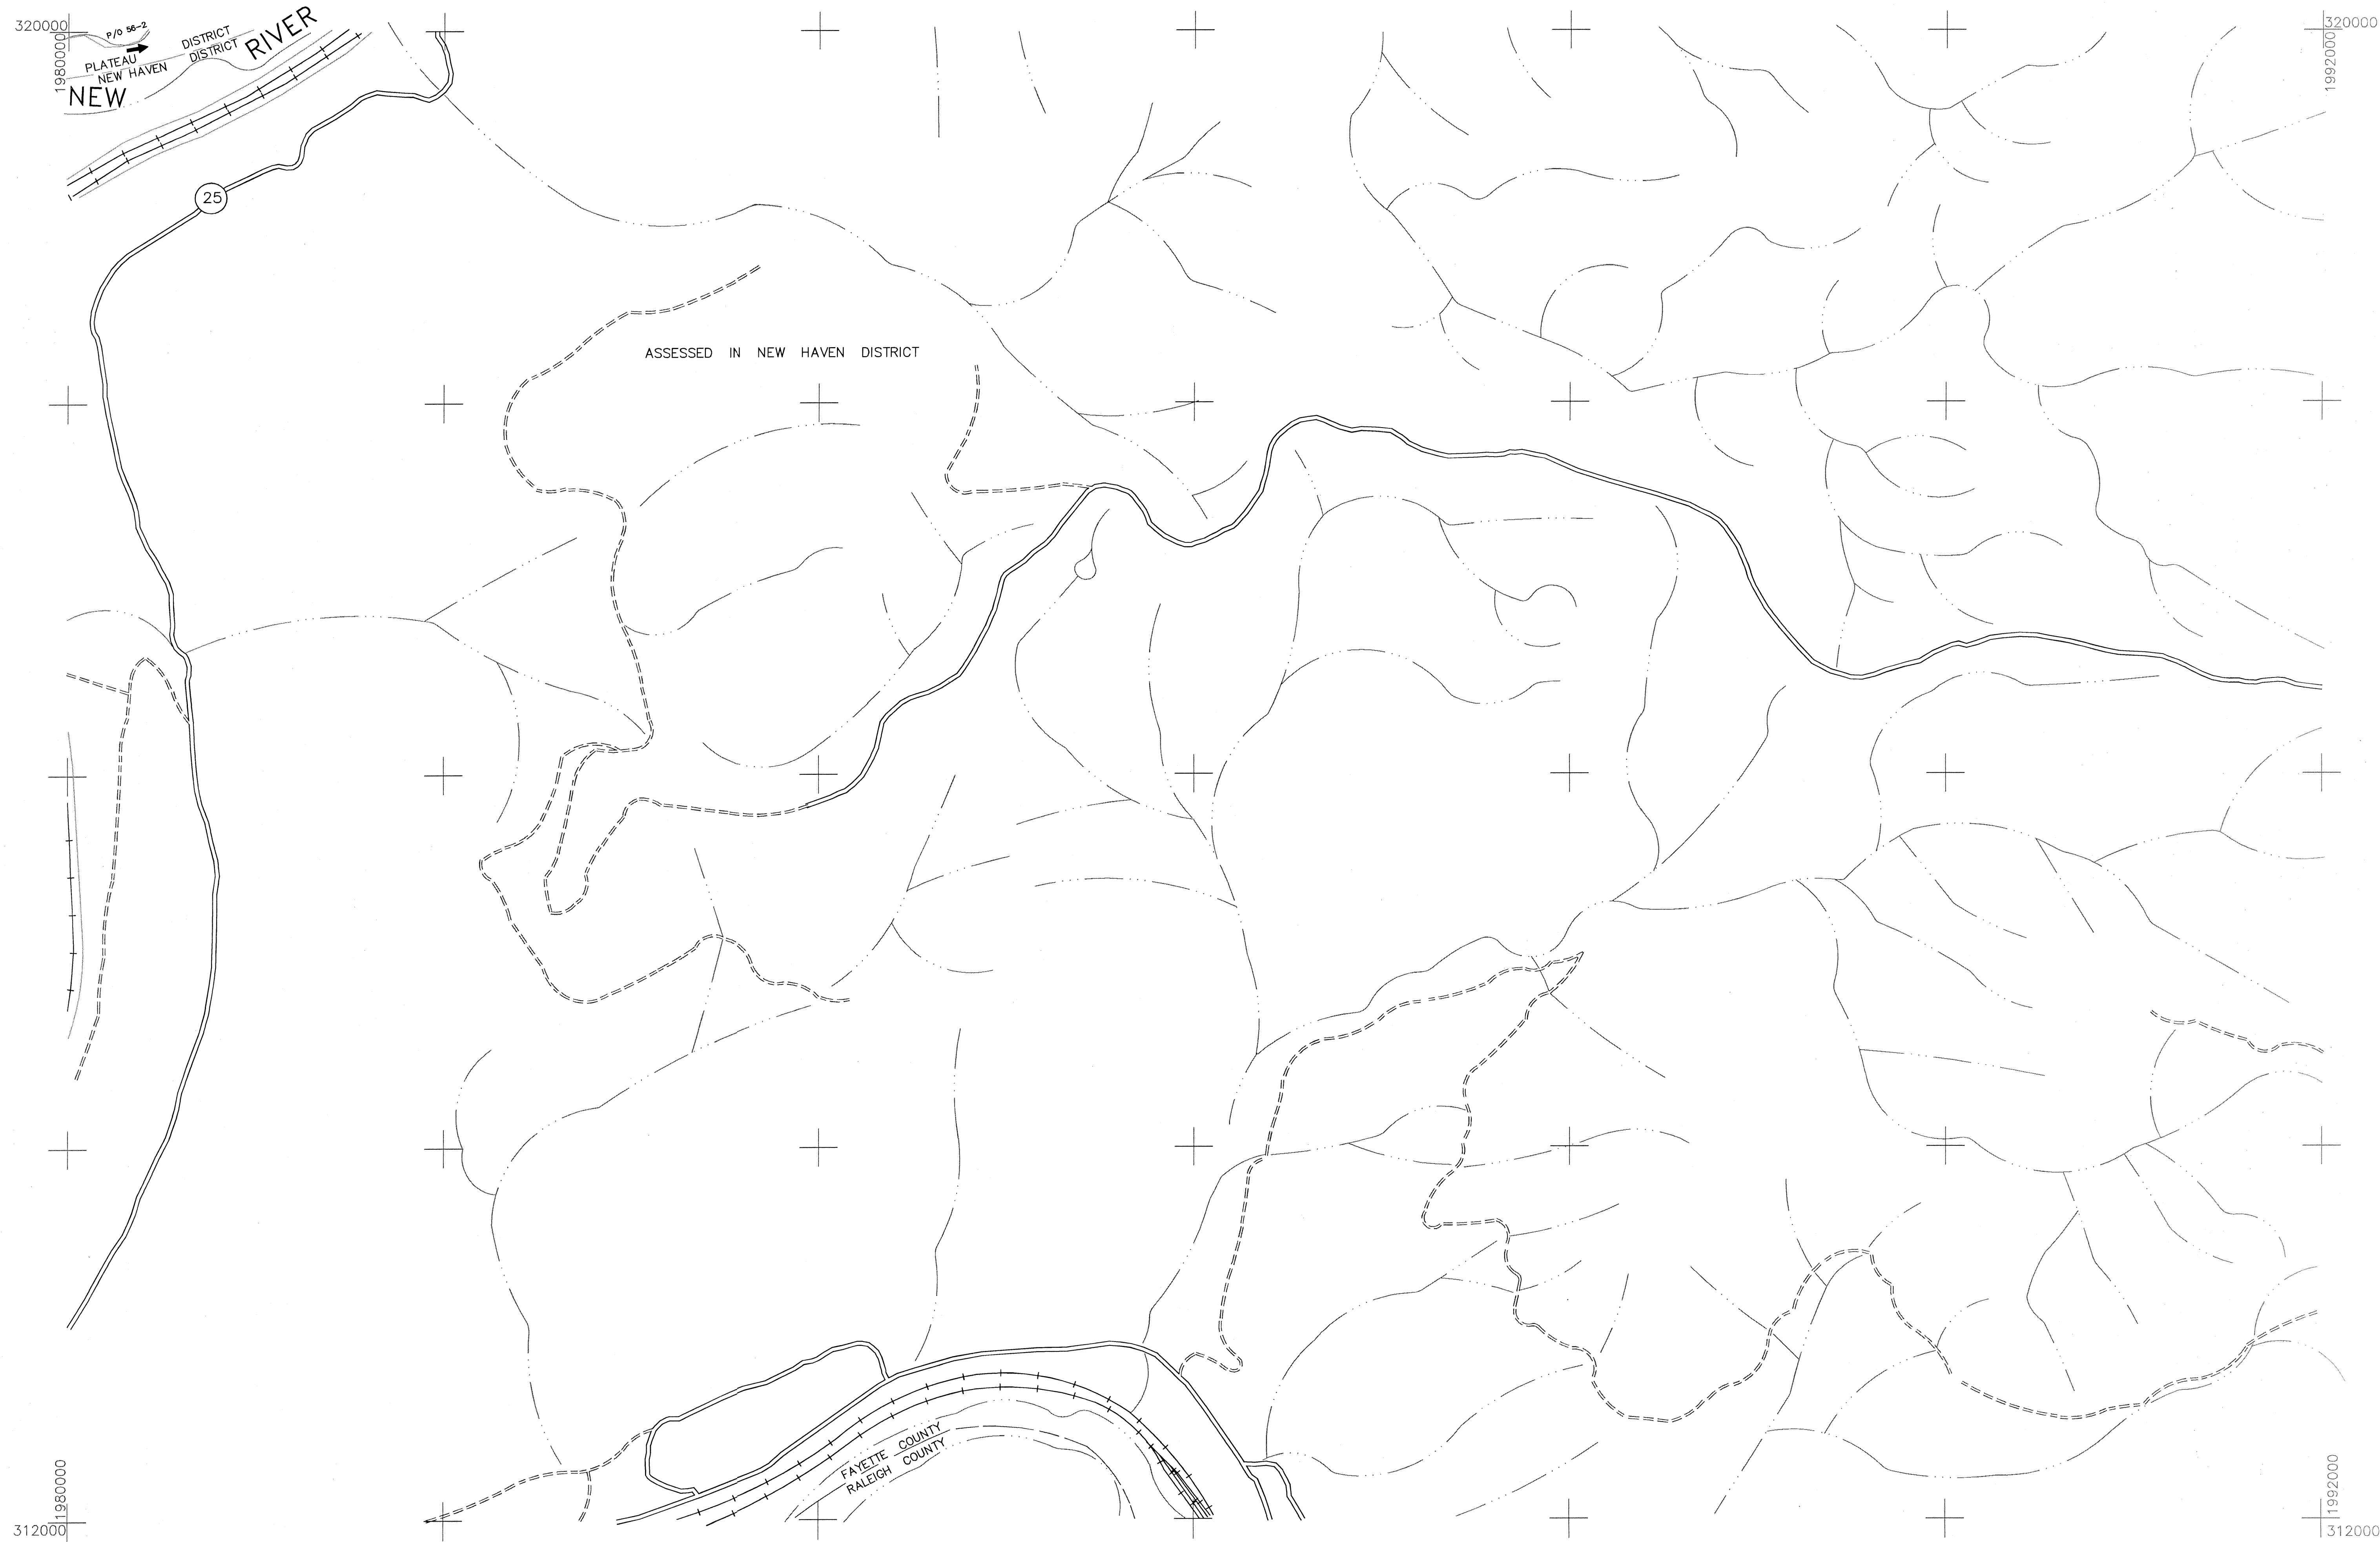 320000
1980000
P/O 56-2
PLATEAU DISTRICT
NEW HAVEN DISTRICT
NEW RIVER
320000
1992000
25
ASSESSED IN NEW HAVEN DISTRICT
FAYETTE COUNTY
RALEIGH COUNTY
1980000
312000
1992000
312000